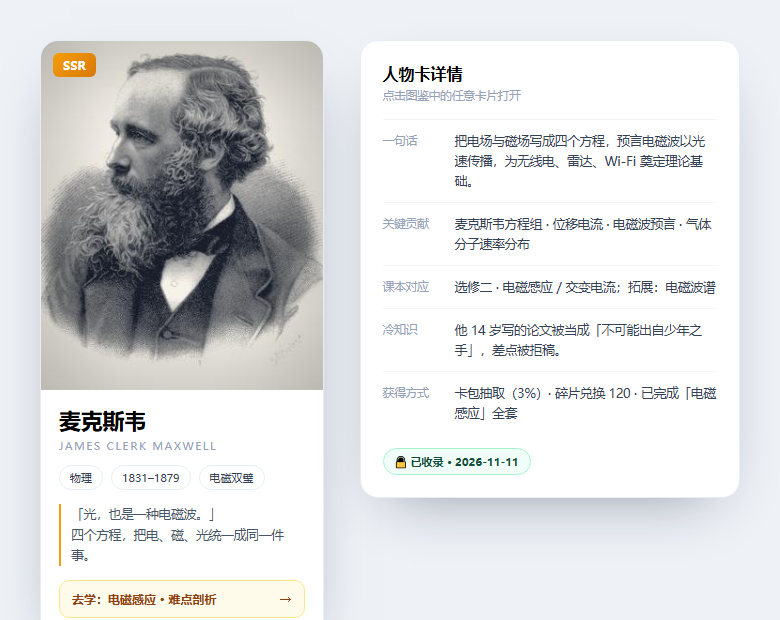 SSR
麦克斯韦
JAMES CLERK MAXWELL
物理
1831–1879
电磁双璧
「光，也是一种电磁波。」
四个方程，把电、磁、光统一成同一件
事。
去学：电磁感应 • 难点剖析 →
人物卡详情
点击图鉴中的任意卡片打开
一句话
把电场与磁场写成四个方程，预言电磁波以光
速传播，为无线电、雷达、Wi-Fi 奠定理论基
础。
关键贡献
麦克斯韦方程组 · 位移电流 · 电磁波预言 · 气体
分子速率分布
课本对应
选修二 · 电磁感应 / 交变电流；拓展：电磁波谱
冷知识
他 14 岁写的论文被当成「不可能出自少年之
手」，差点被拒稿。
获得方式
卡包抽取（3%）· 碎片兑换 120 · 已完成「电磁
感应」全套
已收录 • 2026-11-11